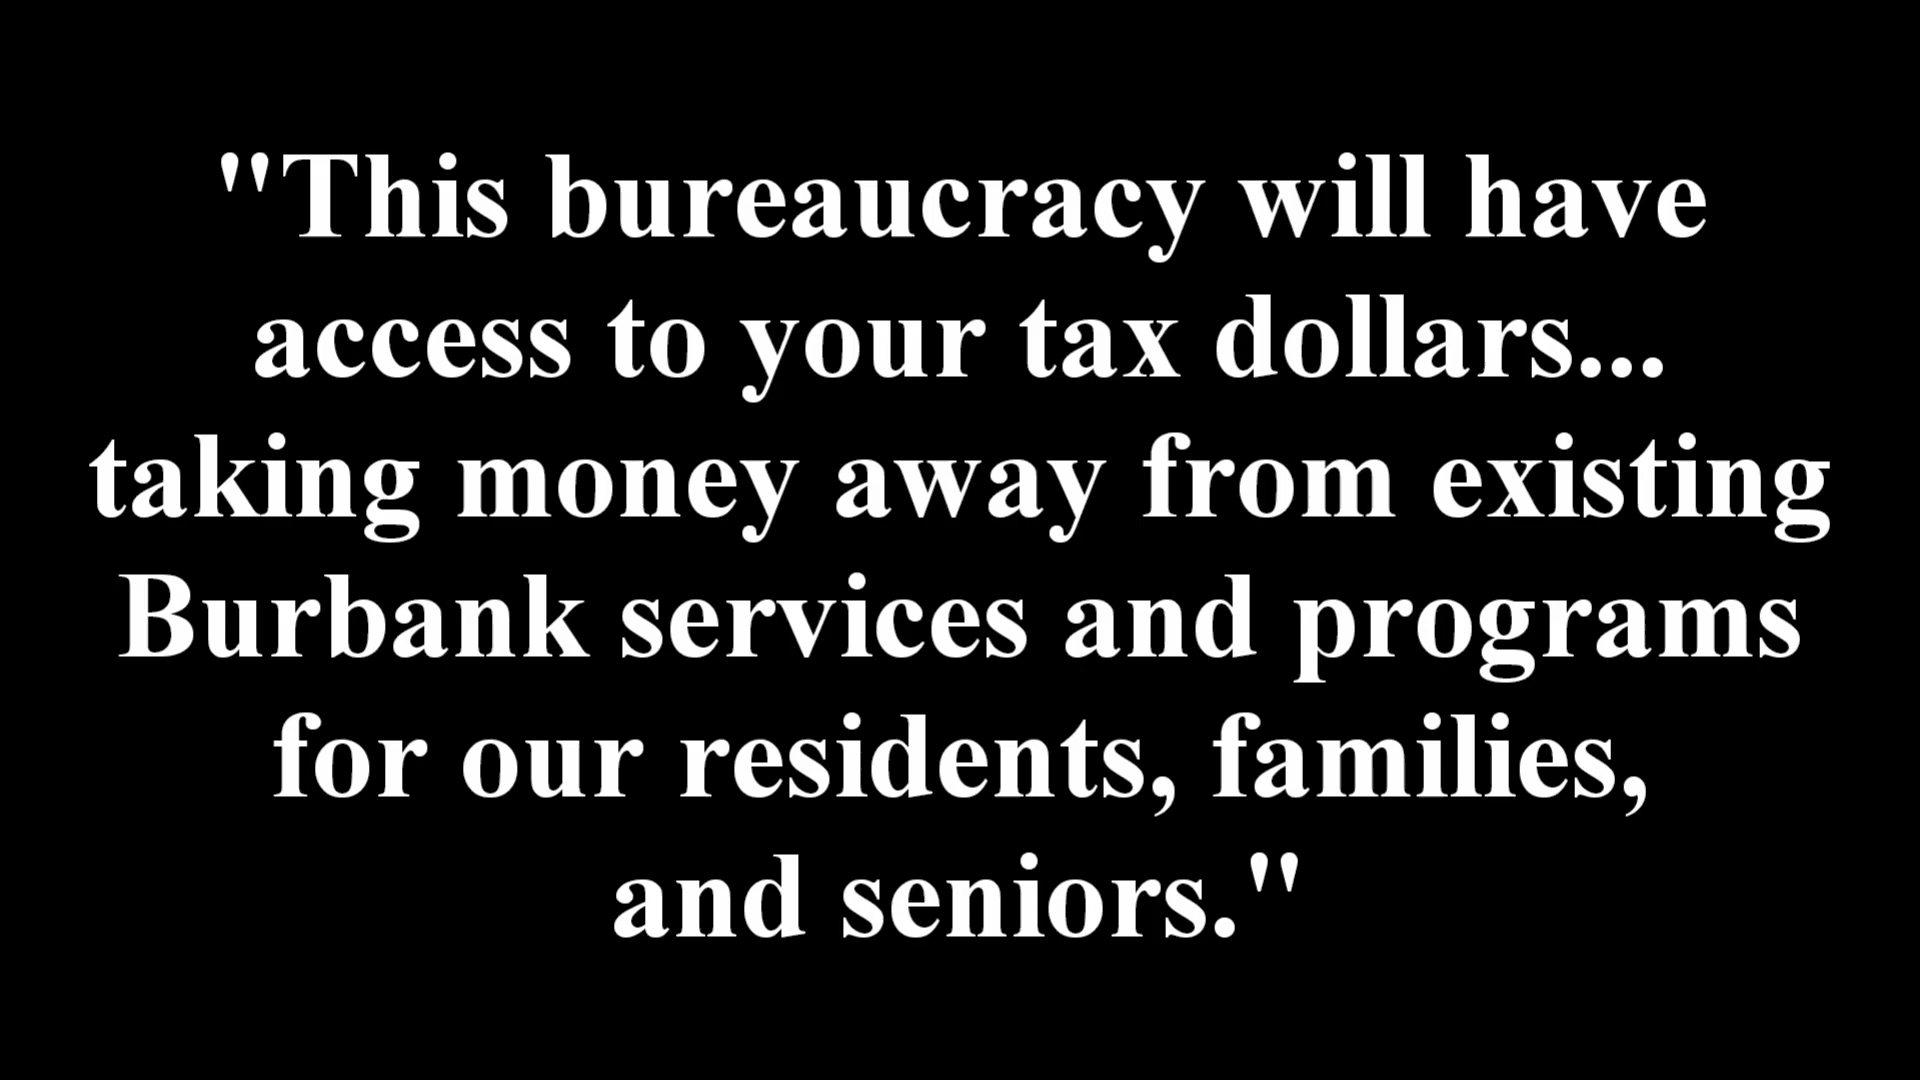 "This bureaucracy will have
access to your tax dollars...
taking money away from existing
Burbank services and programs
for our residents, families,
and seniors."